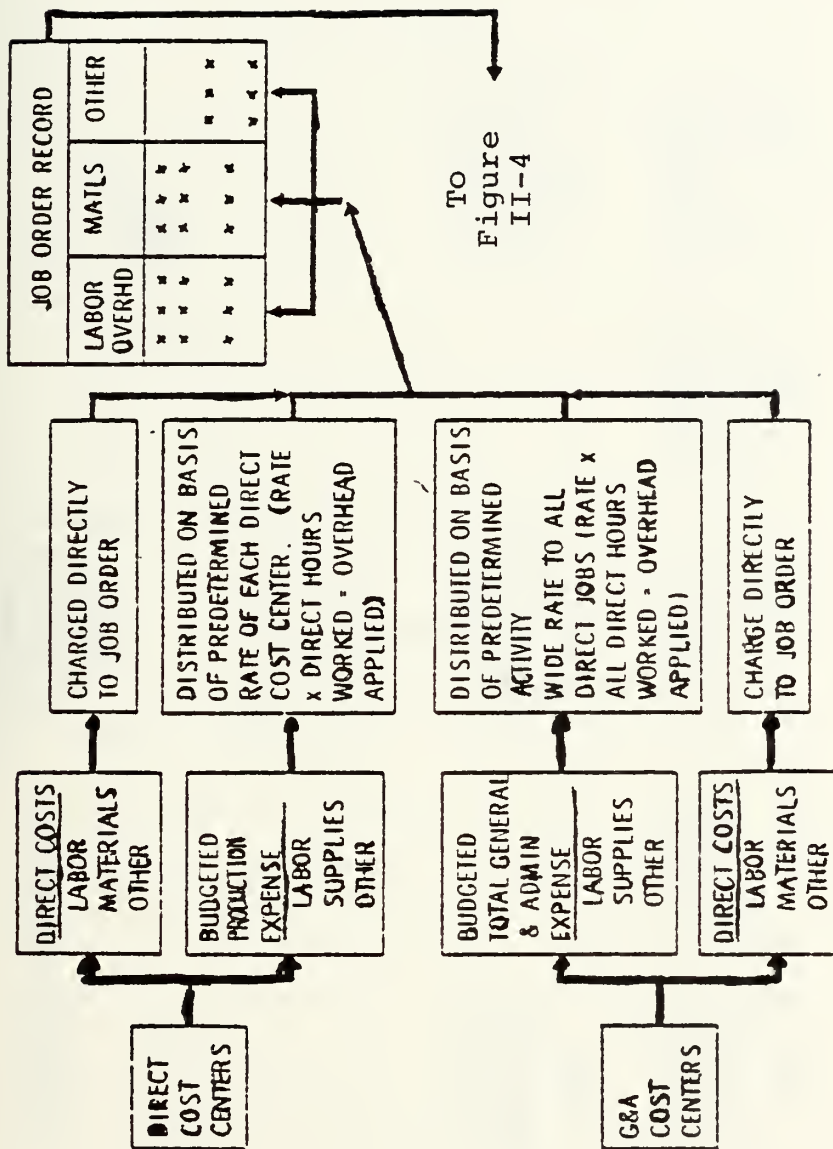 DIRECT
COST
CENTERS
G&A
COST
CENTERS
DIRECT COSTS
LABOR
MATERIALS
OTHER
BUDGETED
PRODUCTION
EXPENSE
LABOR
SUPPLIES
OTHER
BUDGETED
TOTAL GENERAL
& ADMIN
EXPENSE
LABOR
SUPPLIES
OTHER
DIRECT COSTS
LABOR
MATERIALS
OTHER
CHARGED DIRECTLY
TO JOB ORDER
DISTRIBUTED ON BASIS
OF PREDETERMINED
RATE OF EACH DIRECT
COST CENTER. (RATE
x DIRECT HOURS
WORKED = OVERHEAD
APPLIED)
DISTRIBUTED ON BASIS
OF PREDETERMINED
ACTIVITY
WIDE RATE TO ALL
DIRECT JOBS (RATE x
ALL DIRECT HOURS
WORKED = OVERHEAD
APPLIED)
CHARGE DIRECTLY
TO JOB ORDER
JOB ORDER RECORD
LABOR
OVERHD
MATLS
OTHER
x x x x x x
x x x x x x x x x
x x x x x x x x x
To
Figure
II-4